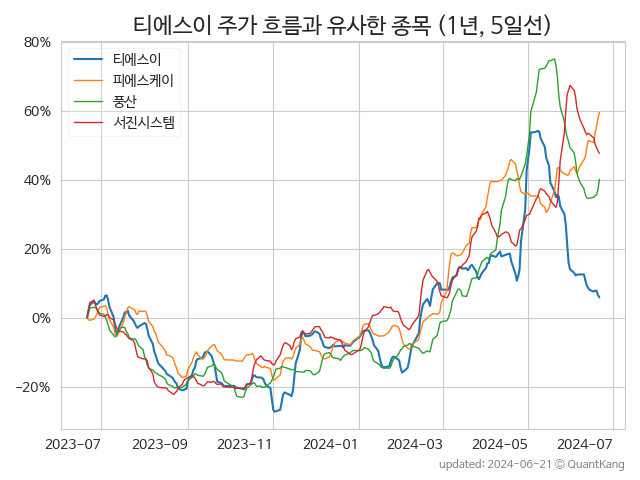 티에스이 주가 흐름과 유사한 종목 (1년, 5일선)
80%
60%
40%
20%
0%
−20%
티에스이
피에스케이
풍산
서진시스템
2023-07 2023-09 2023-11 2024-01 2024-03 2024-05 2024-07
updated: 2024-06-21 © QuantKang